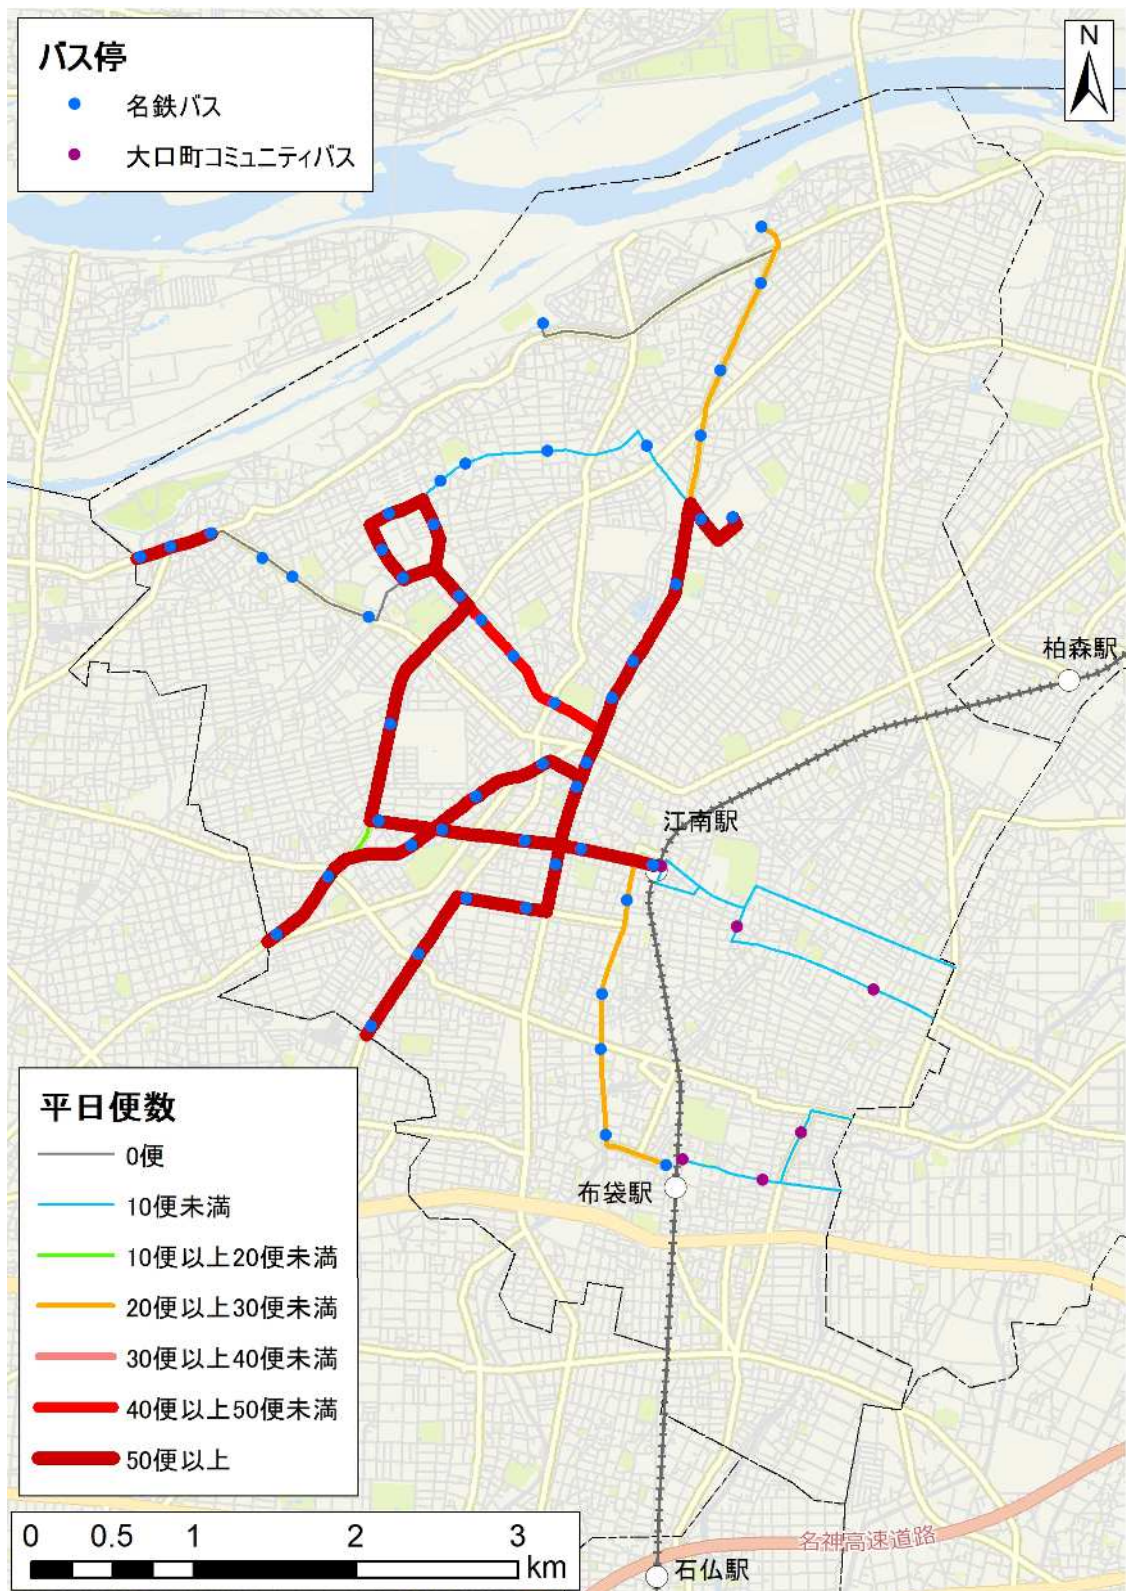 バス停
名鉄バス
大口町コミュニティバス
N
柏森駅
江南駅
布袋駅
平日便数
0便
10便未満
10便以上20便未満
20便以上30便未満
30便以上40便未満
40便以上50便未満
50便以上
0 0.5 1 2 3
km
名神高速道路
石仏駅